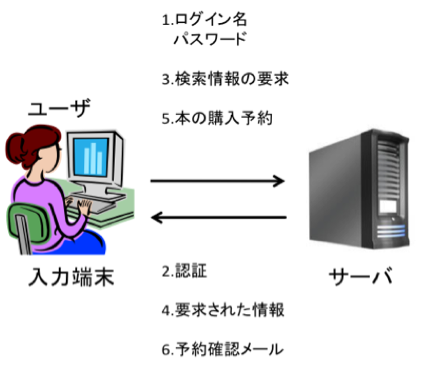 1.ログイン名
パスワード
3.検索情報の要求
5.本の購入予約
ユーザ
入力端末
サーバ
2.認証
4.要求された情報
6.予約確認メール